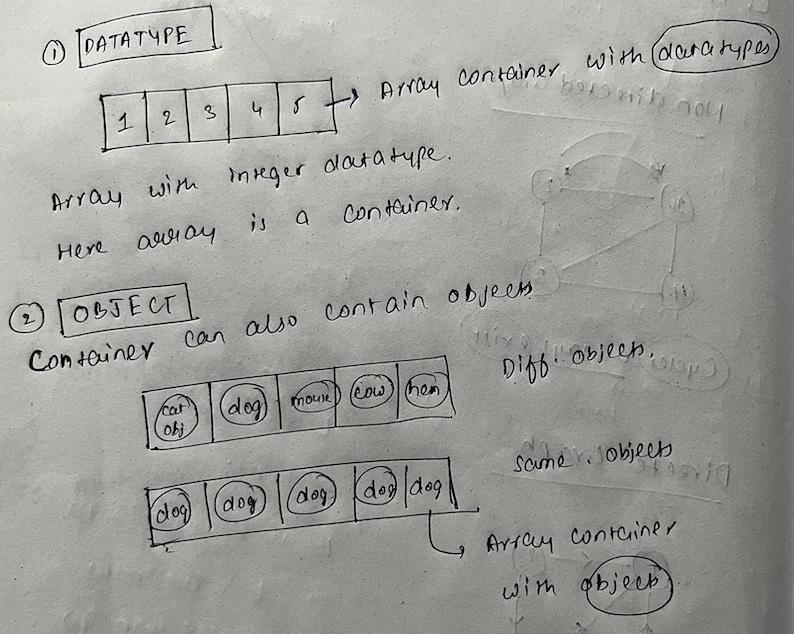 ① DATATYPE
1 2 3 4 5 → Array container with datatypes
Array with integer datatype.
Here array is a container.
② OBJECT
Container can also contain objects
cat obj dog mouse cow hen Diff. objects.
dog dog dog dog dog same. objects
Array container
with objects